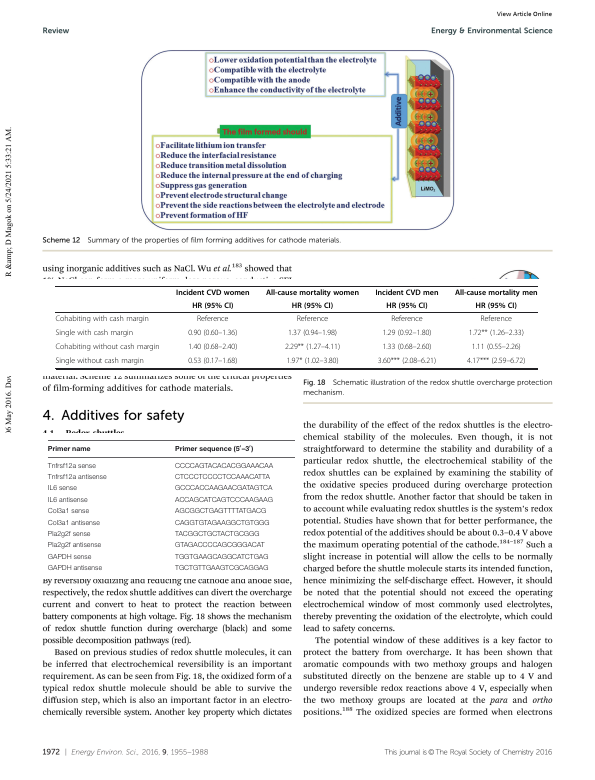 View Article Online
Review
Energy & Environmental Science
Lower oxidation potential than the electrolyte
Compatible with the electrolyte
Compatible with the anode
Enhance the conductivity of the electrolyte
Additive
The film formed should
Facilitate lithium ion transfer
Reduce the interfacial resistance
Reduce transition metal dissolution
Reduce the internal pressure at the end of charging
Suppress gas generation
Prevent electrode structural change
Prevent the side reactions between the electrolyte and electrode
Prevent formation of HF
LiMO₂
Scheme 12 Summary of the properties of film forming additives for cathode materials.
using inorganic additives such as NaCl. Wu et al.183 showed that
Incident CVD women All-cause mortality women Incident CVD men All-cause mortality men
HR (95% CI) HR (95% CI) HR (95% CI) HR (95% CI)
Cohabiting with cash margin Reference Reference Reference Reference
Single with cash margin 0.90 (0.60–1.36) 1.37 (0.94–1.98) 1.29 (0.92–1.80) 1.72** (1.26–2.33)
Cohabiting without cash margin 1.40 (0.68–2.40) 2.29** (1.27–4.11) 1.33 (0.68–2.60) 1.11 (0.55–2.26)
Single without cash margin 0.53 (0.17–1.68) 1.97* (1.02–3.80) 3.60*** (2.08–6.21) 4.17*** (2.59–6.72)
material. Scheme 12 summarizes some of the critical properties
of film-forming additives for cathode materials.
4. Additives for safety
4.1 Redox shuttles
Primer name Primer sequence (5′–3′)
Tnfrsf12a sense CCCCAGTACACACGGAAACAA
Tnfrsf12a antisense CTCCCTCCCCTCCAAACATTA
IL6 sense GCCCACCAAGAACGATAGTCA
IL6 antisense ACCAGCATCAGTCCCAAGAAG
Col3a1 sense AGCGGCTGAGTTTTATGACG
Col3a1 antisense CAGGTGTAGAAGGCTGTGGG
Pla2g2f sense TACGGCTGCTACTGCGGG
Pla2g2f antisense GTAGACCCCAGCGGGACAT
GAPDH sense TGGTGAAGCAGGCATCTGAG
GAPDH antisense TGCTGTTGAAGTCGCAGGAG
By reversibly oxidizing and reducing the cathode and anode side,
respectively, the redox shuttle additives can divert the overcharge
current and convert to heat to protect the reaction between
battery components at high voltage. Fig. 18 shows the mechanism
of redox shuttle function during overcharge (black) and some
possible decomposition pathways (red).
Based on previous studies of redox shuttle molecules, it can
be inferred that electrochemical reversibility is an important
requirement. As can be seen from Fig. 18, the oxidized form of a
typical redox shuttle molecule should be able to survive the
diffusion step, which is also an important factor in an electro-
chemically reversible system. Another key property which dictates
Fig. 18 Schematic illustration of the redox shuttle overcharge protection
mechanism.
the durability of the effect of the redox shuttles is the electro-
chemical stability of the molecules. Even though, it is not
straightforward to determine the stability and durability of a
particular redox shuttle, the electrochemical stability of the
redox shuttles can be explained by examining the stability of
the oxidative species produced during overcharge protection
from the redox shuttle. Another factor that should be taken in
to account while evaluating redox shuttles is the system's redox
potential. Studies have shown that for better performance, the
redox potential of the additives should be about 0.3–0.4 V above
the maximum operating potential of the cathode.184–187 Such a
slight increase in potential will allow the cells to be normally
charged before the shuttle molecule starts its intended function,
hence minimizing the self-discharge effect. However, it should
be noted that the potential should not exceed the operating
electrochemical window of most commonly used electrolytes,
thereby preventing the oxidation of the electrolyte, which could
lead to safety concerns.
The potential window of these additives is a key factor to
protect the battery from overcharge. It has been shown that
aromatic compounds with two methoxy groups and halogen
substituted directly on the benzene are stable up to 4 V and
undergo reversible redox reactions above 4 V, especially when
the two methoxy groups are located at the para and ortho
positions.188 The oxidized species are formed when electrons
R &amp; D Magok on 5/24/2021 5:33:21 AM.
06 May 2016.
1972 | Energy Environ. Sci., 2016, 9, 1955–1988
This journal is © The Royal Society of Chemistry 2016